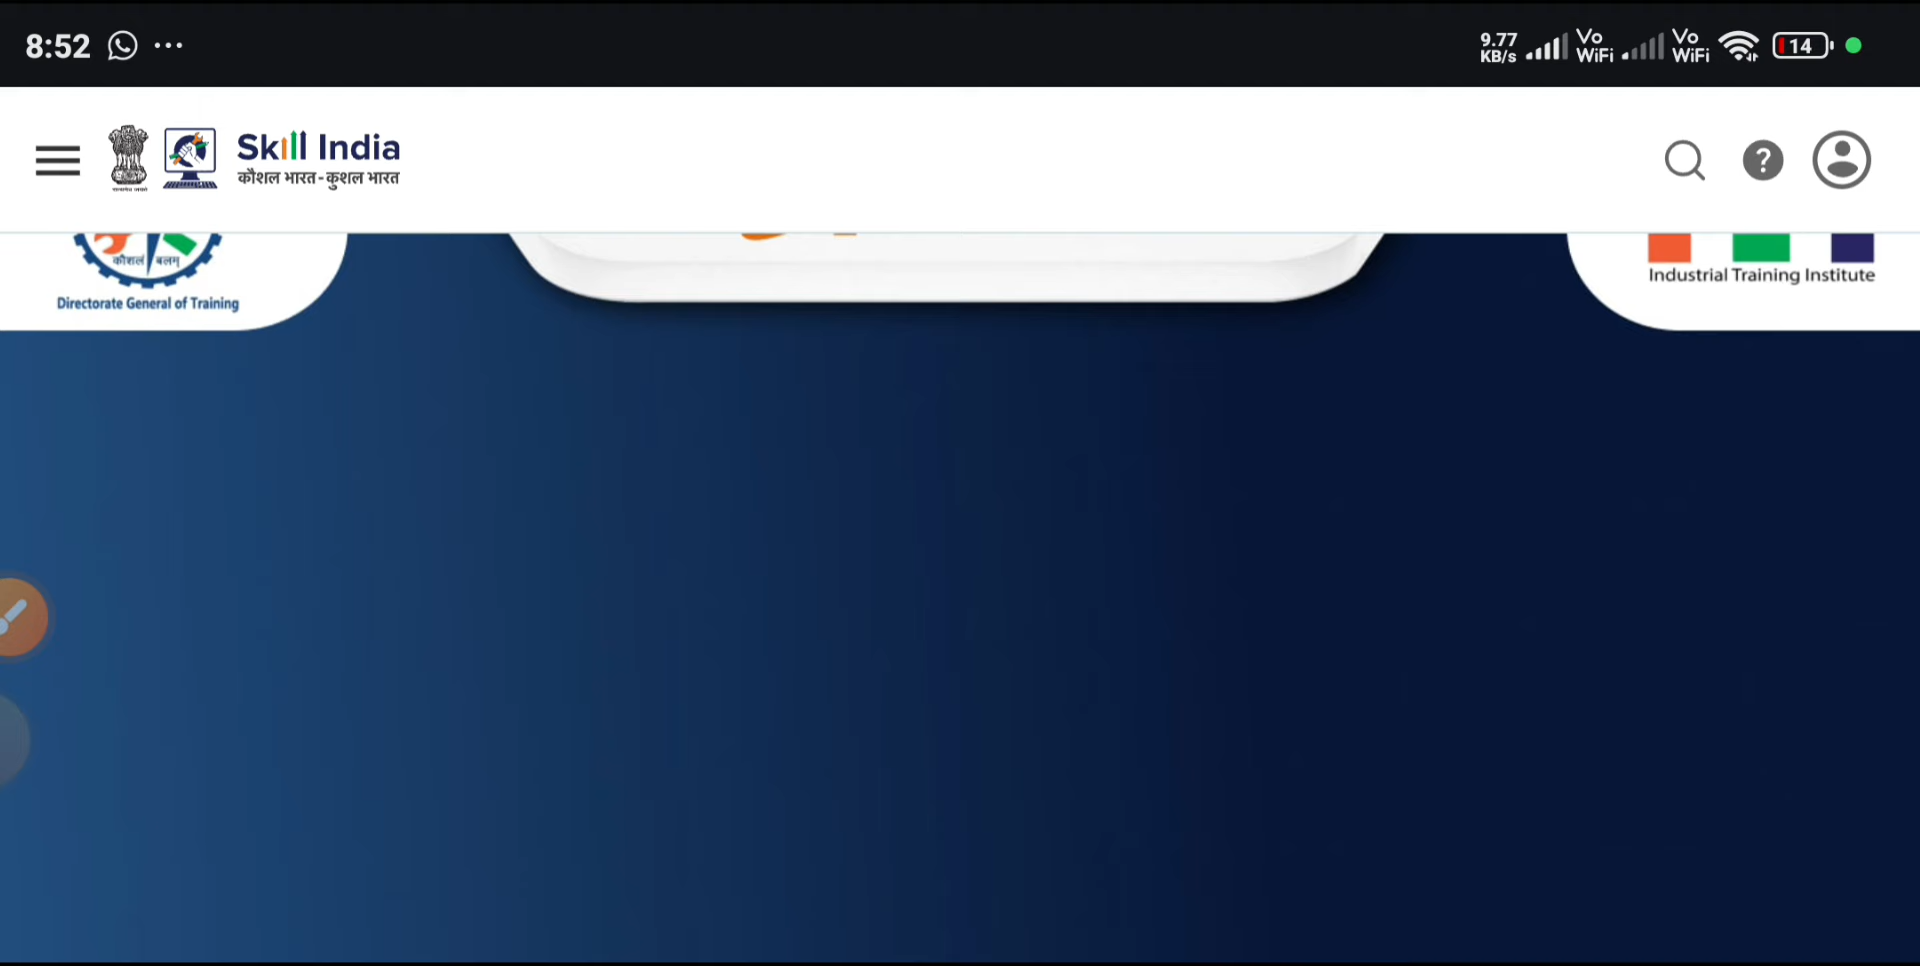 8:52
9.77 KB/s
Vo WiFi
Vo WiFi
14
Skill India
कौशल भारत-कुशल भारत
?
कौशलं बलम्
Directorate General of Training
Industrial Training Institute